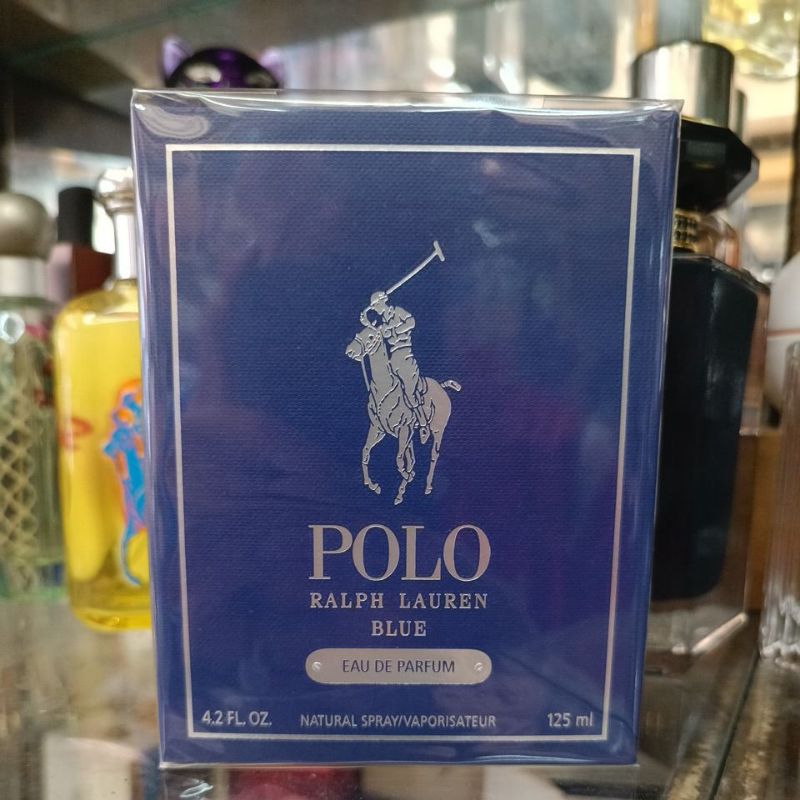 POLO
RALPH LAUREN
BLUE
EAU DE PARFUM
4.2 FL. OZ. NATURAL SPRAY/VAPORISATEUR 125 ml